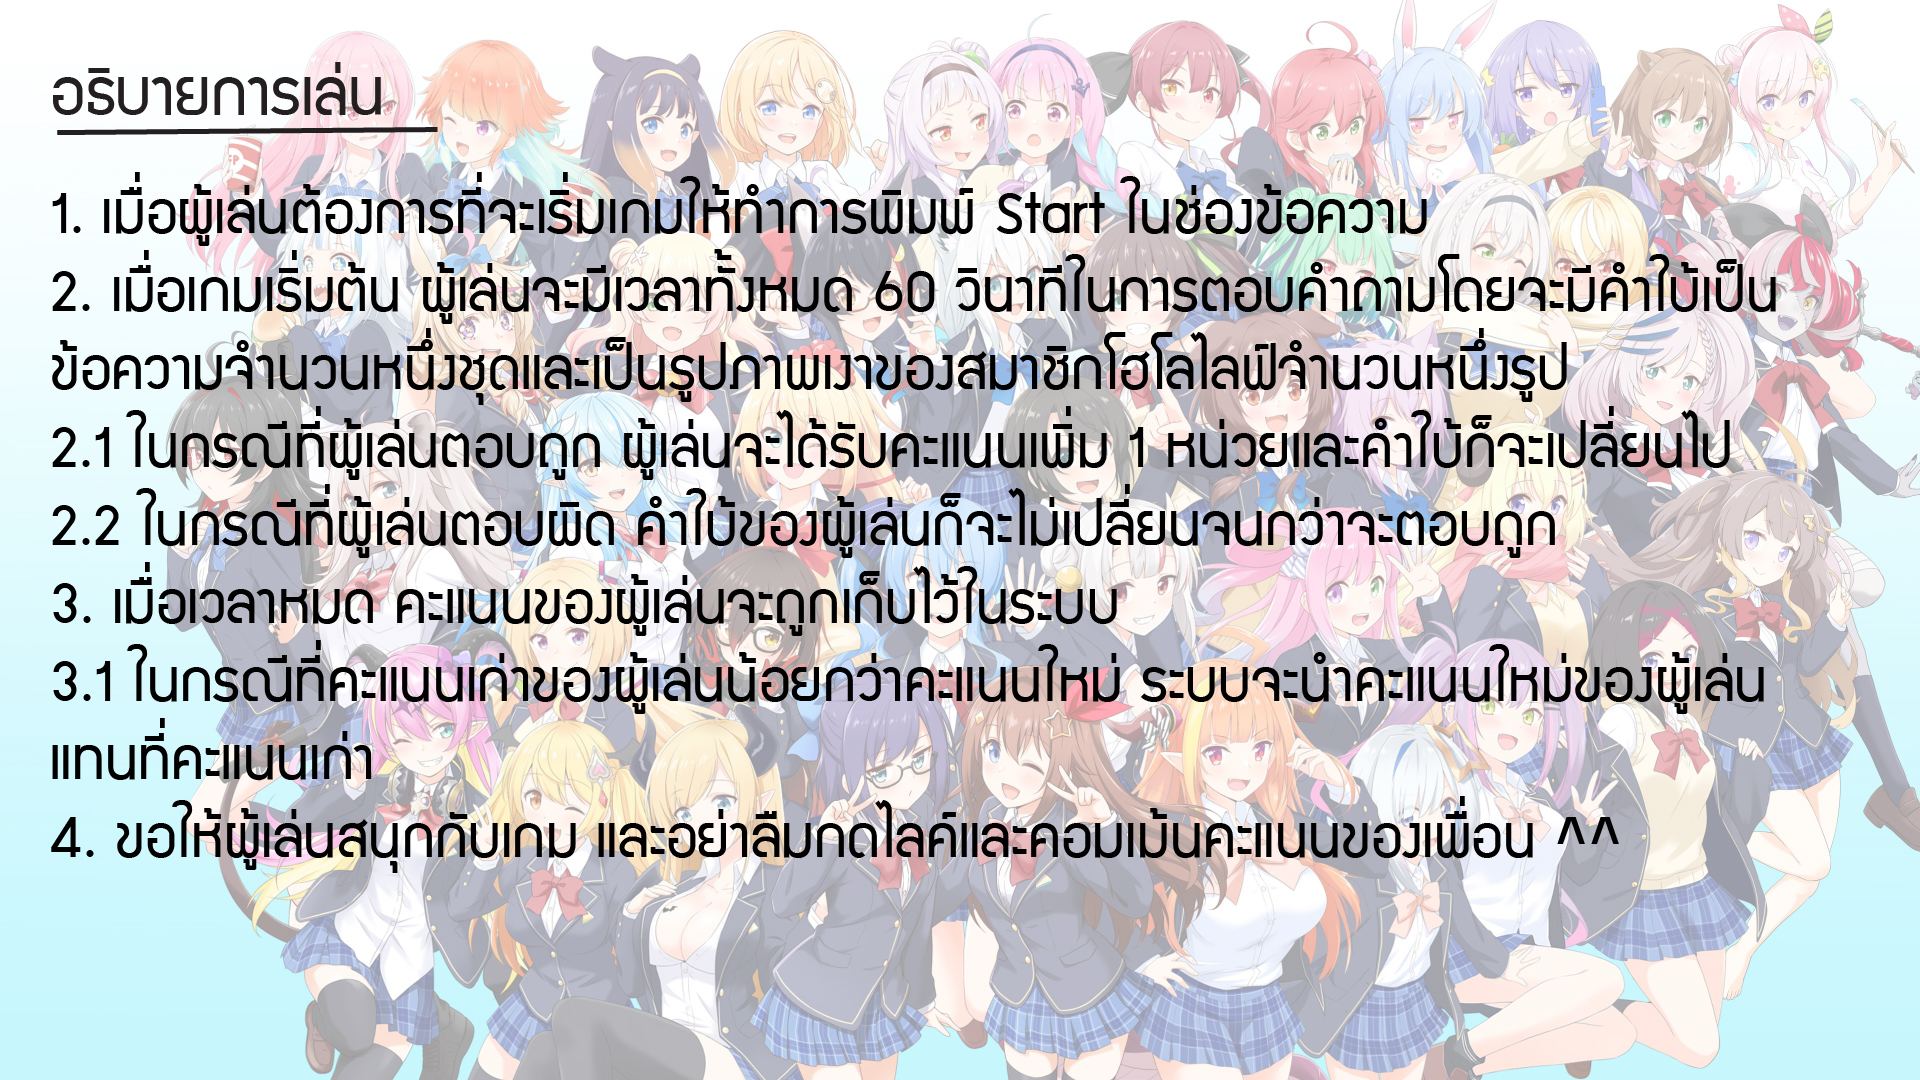 อธิบายการเล่น
1. เมื่อผู้เล่นต้องการที่จะเริ่มเกมให้ทำการพิมพ์ Start ในช่องข้อความ
2. เมื่อเกมเริ่มต้น ผู้เล่นจะมีเวลาทั้งหมด 60 วินาทีในการตอบคำถามโดยจะมีคำใบ้เป็น
ข้อความจำนวนหนึ่งชุดและเป็นรูปภาพเงาของสมาชิกโฮโลไลฟ์จำนวนหนึ่งรูป
2.1 ในกรณีที่ผู้เล่นตอบถูก ผู้เล่นจะได้รับคะแนนเพิ่ม 1 หน่วยและคำใบ้ก็จะเปลี่ยนไป
2.2 ในกรณีที่ผู้เล่นตอบผิด คำใบ้ของผู้เล่นก็จะไม่เปลี่ยนจนกว่าจะตอบถูก
3. เมื่อเวลาหมด คะแนนของผู้เล่นจะถูกเก็บไว้ในระบบ
3.1 ในกรณีที่คะแนนเก่าของผู้เล่นน้อยกว่าคะแนนใหม่ ระบบจะนำคะแนนใหม่ของผู้เล่น
แทนที่คะแนนเก่า
4. ขอให้ผู้เล่นสนุกกับเกม และอย่าลืมกดไลค์และคอมเม้นคะแนนของเพื่อน ^^